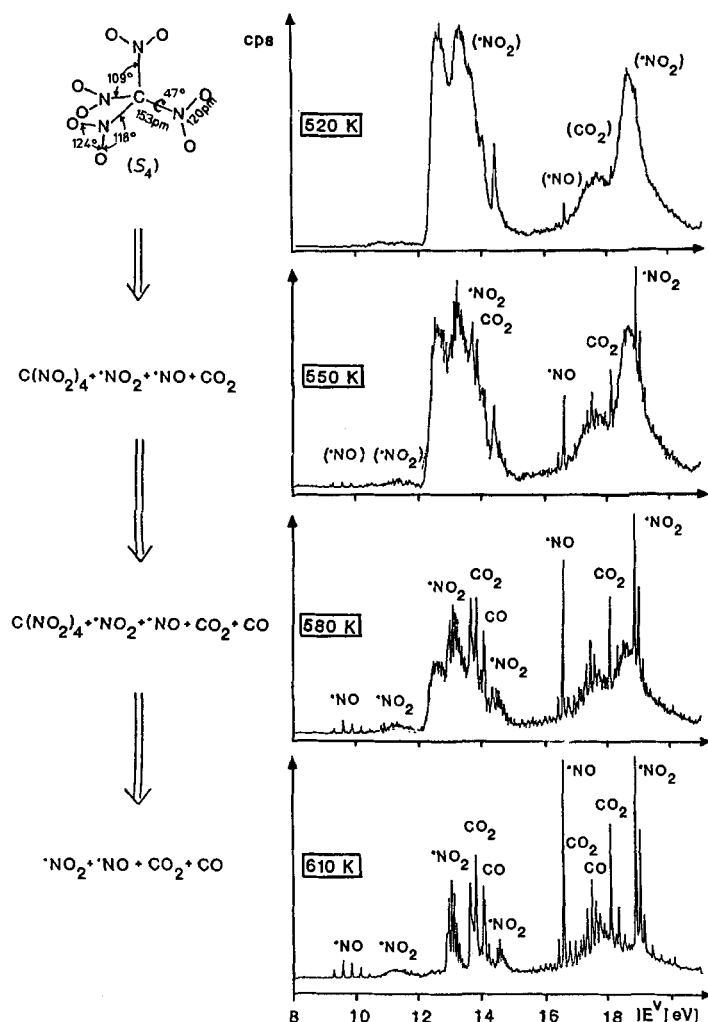 O
O
N
109°
O
N
C
47°
O
O
N
153pm
N
120pm
O
O
124°
118°
O
(S₄)
C(NO₂)₄+•NO₂+•NO+CO₂
C(NO₂)₄+•NO₂+•NO+CO₂+CO
•NO₂+•NO+CO₂+CO
cps
(•NO₂)
(•NO₂)
520 K
(CO₂)
(•NO)
•NO₂
•NO₂
CO₂
CO₂
550 K
•NO
(•NO) (•NO₂)
•NO₂
•NO
CO₂
•NO₂
CO₂
580 K
CO
•NO₂
•NO
•NO₂
•NO
•NO₂
CO₂
610 K
CO₂
CO₂
•NO₂
CO
CO
•NO₂
•NO
•NO₂
8 10 12 14 16 18 IEᵛ [eV]